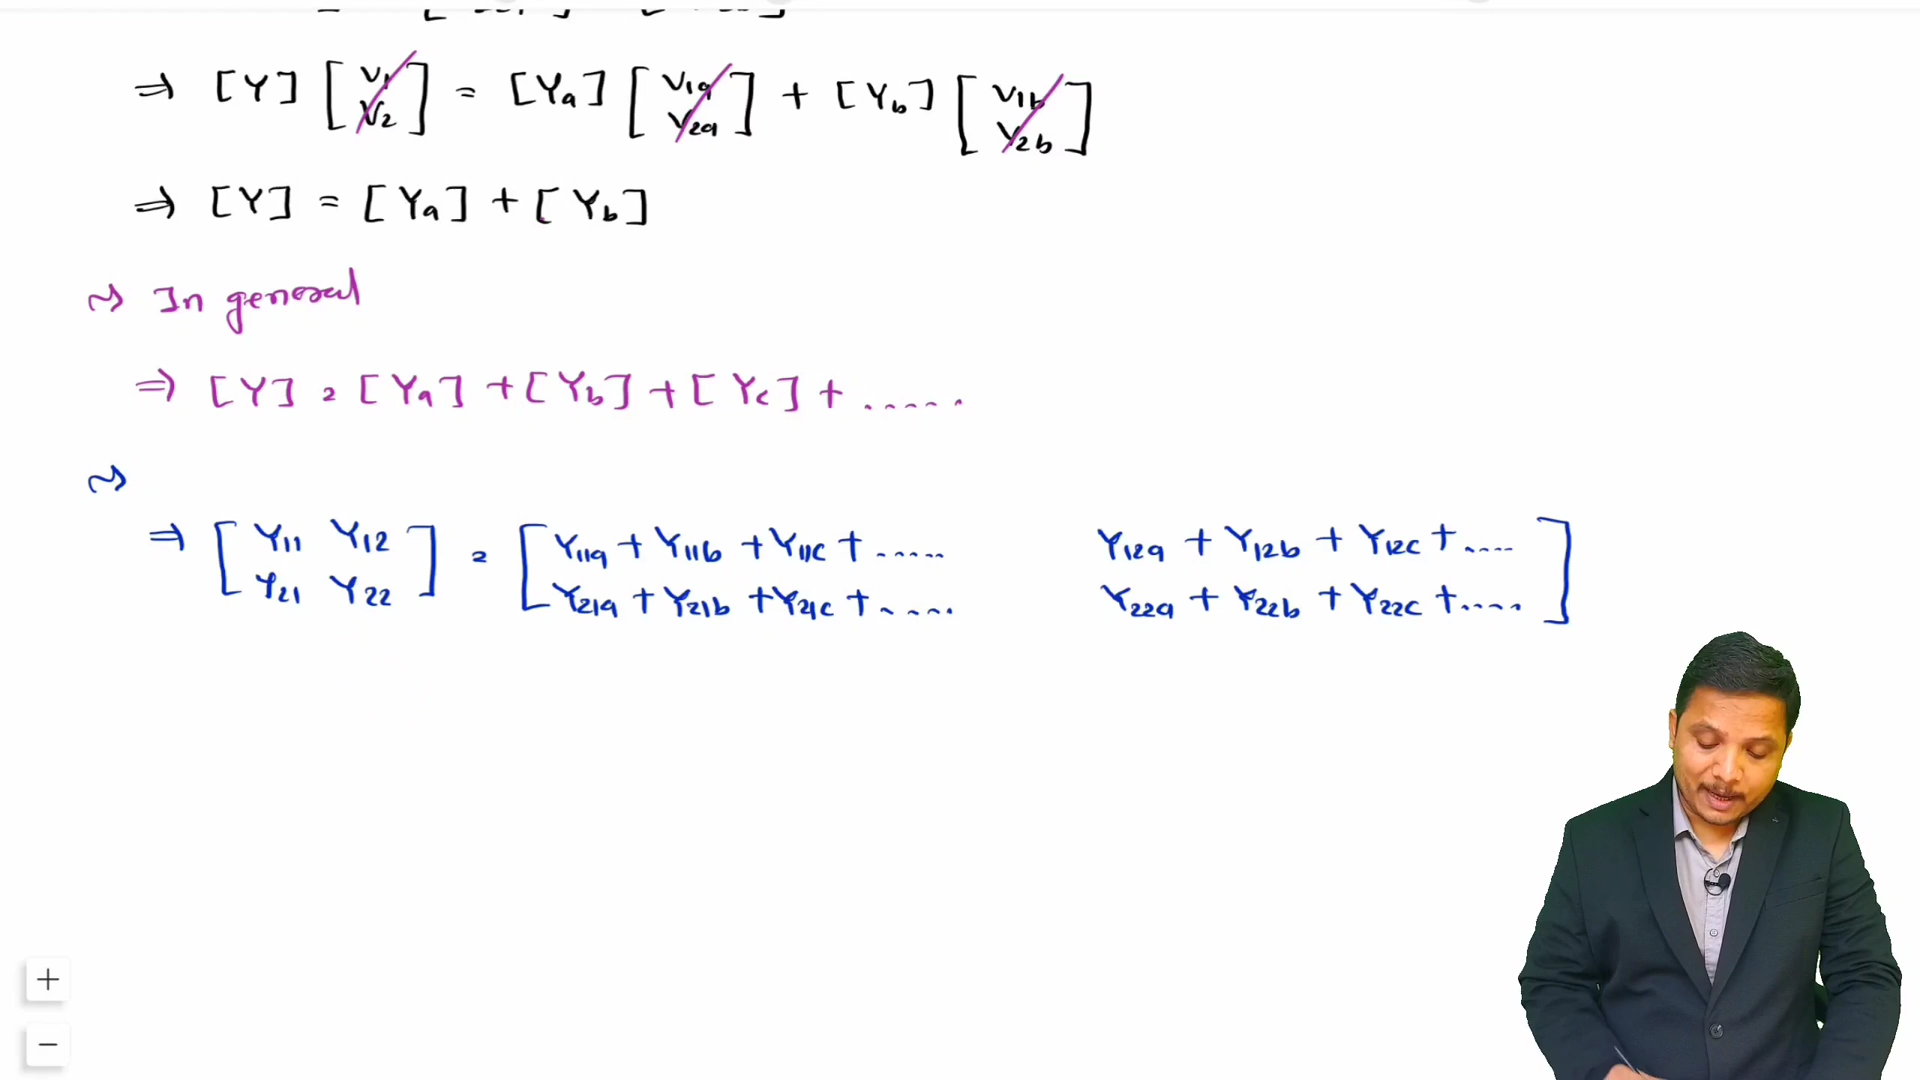 ⇒ [Y] [V1 V2] = [Ya] [V1a V2a] + [Yb] [V1b V2b]
⇒ [Y] = [Ya] + [Yb]
~> In general
⇒ [Y] = [Ya] + [Yb] + [Yc] + ......
~>
⇒ [Y11 Y12 = [Y11a + Y11b + Y11c + ..... Y12a + Y12b + Y12c + ....
Y21 Y22] Y21a + Y21b + Y21c + ..... Y22a + Y22b + Y22c + .....]
+
−